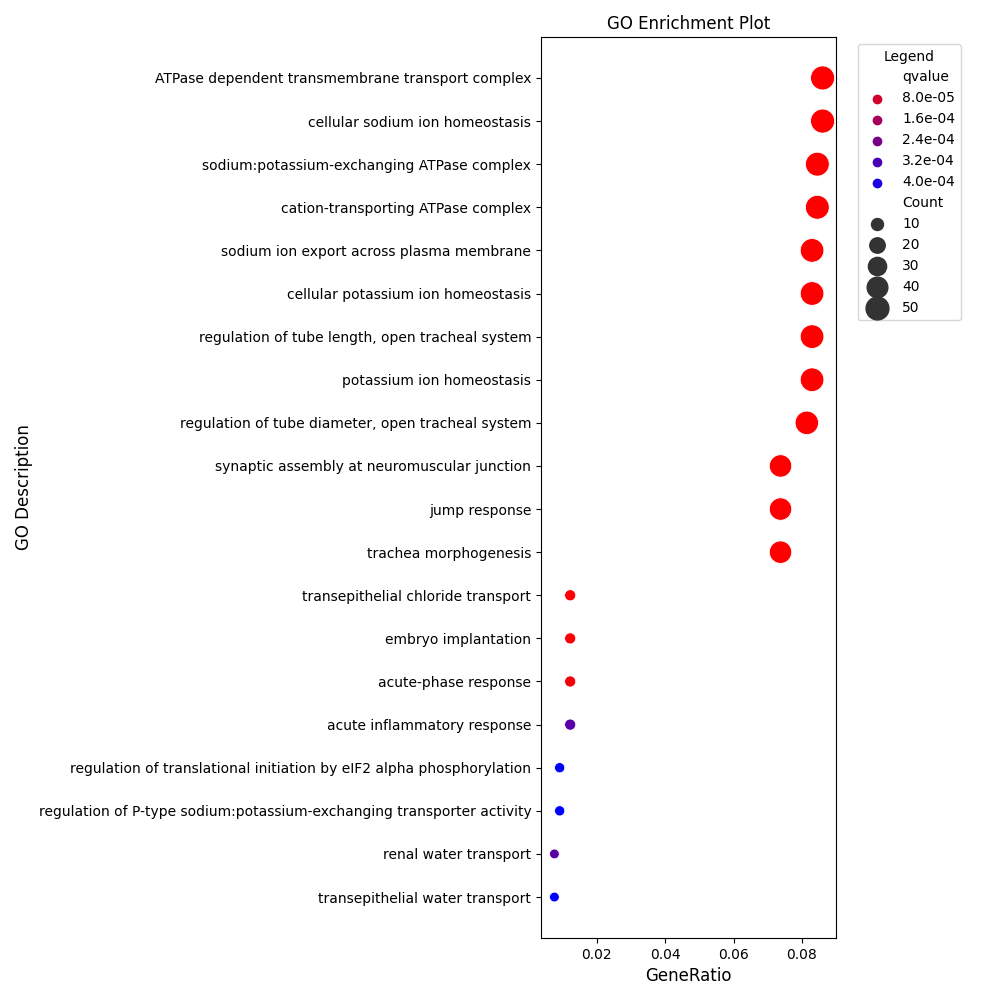 GO Enrichment Plot
ATPase dependent transmembrane transport complex
cellular sodium ion homeostasis
sodium:potassium-exchanging ATPase complex
cation-transporting ATPase complex
sodium ion export across plasma membrane
cellular potassium ion homeostasis
regulation of tube length, open tracheal system
potassium ion homeostasis
regulation of tube diameter, open tracheal system
synaptic assembly at neuromuscular junction
jump response
trachea morphogenesis
transepithelial chloride transport
embryo implantation
acute-phase response
acute inflammatory response
regulation of translational initiation by eIF2 alpha phosphorylation
regulation of P-type sodium:potassium-exchanging transporter activity
renal water transport
transepithelial water transport
GO Description
0.02 0.04 0.06 0.08
GeneRatio
Legend
qvalue
8.0e-05
1.6e-04
2.4e-04
3.2e-04
4.0e-04
Count
10
20
30
40
50